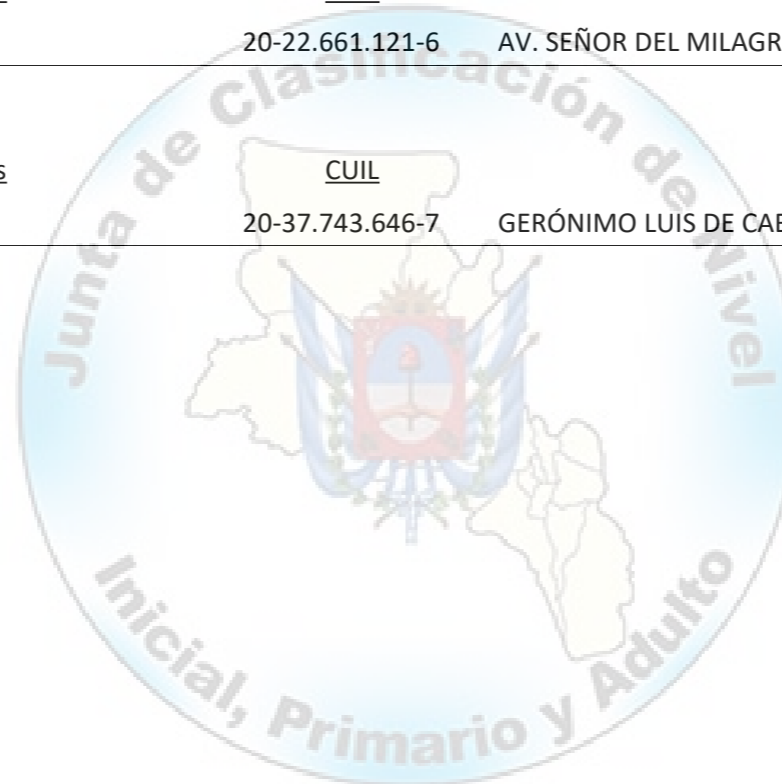 20-22.661.121-6 AV. SEÑOR DEL MILAGR
CUIL
20-37.743.646-7 GERÓNIMO LUIS DE CAB
Junta de Clasificación de Nivel
Inicial, Primario y Adulto